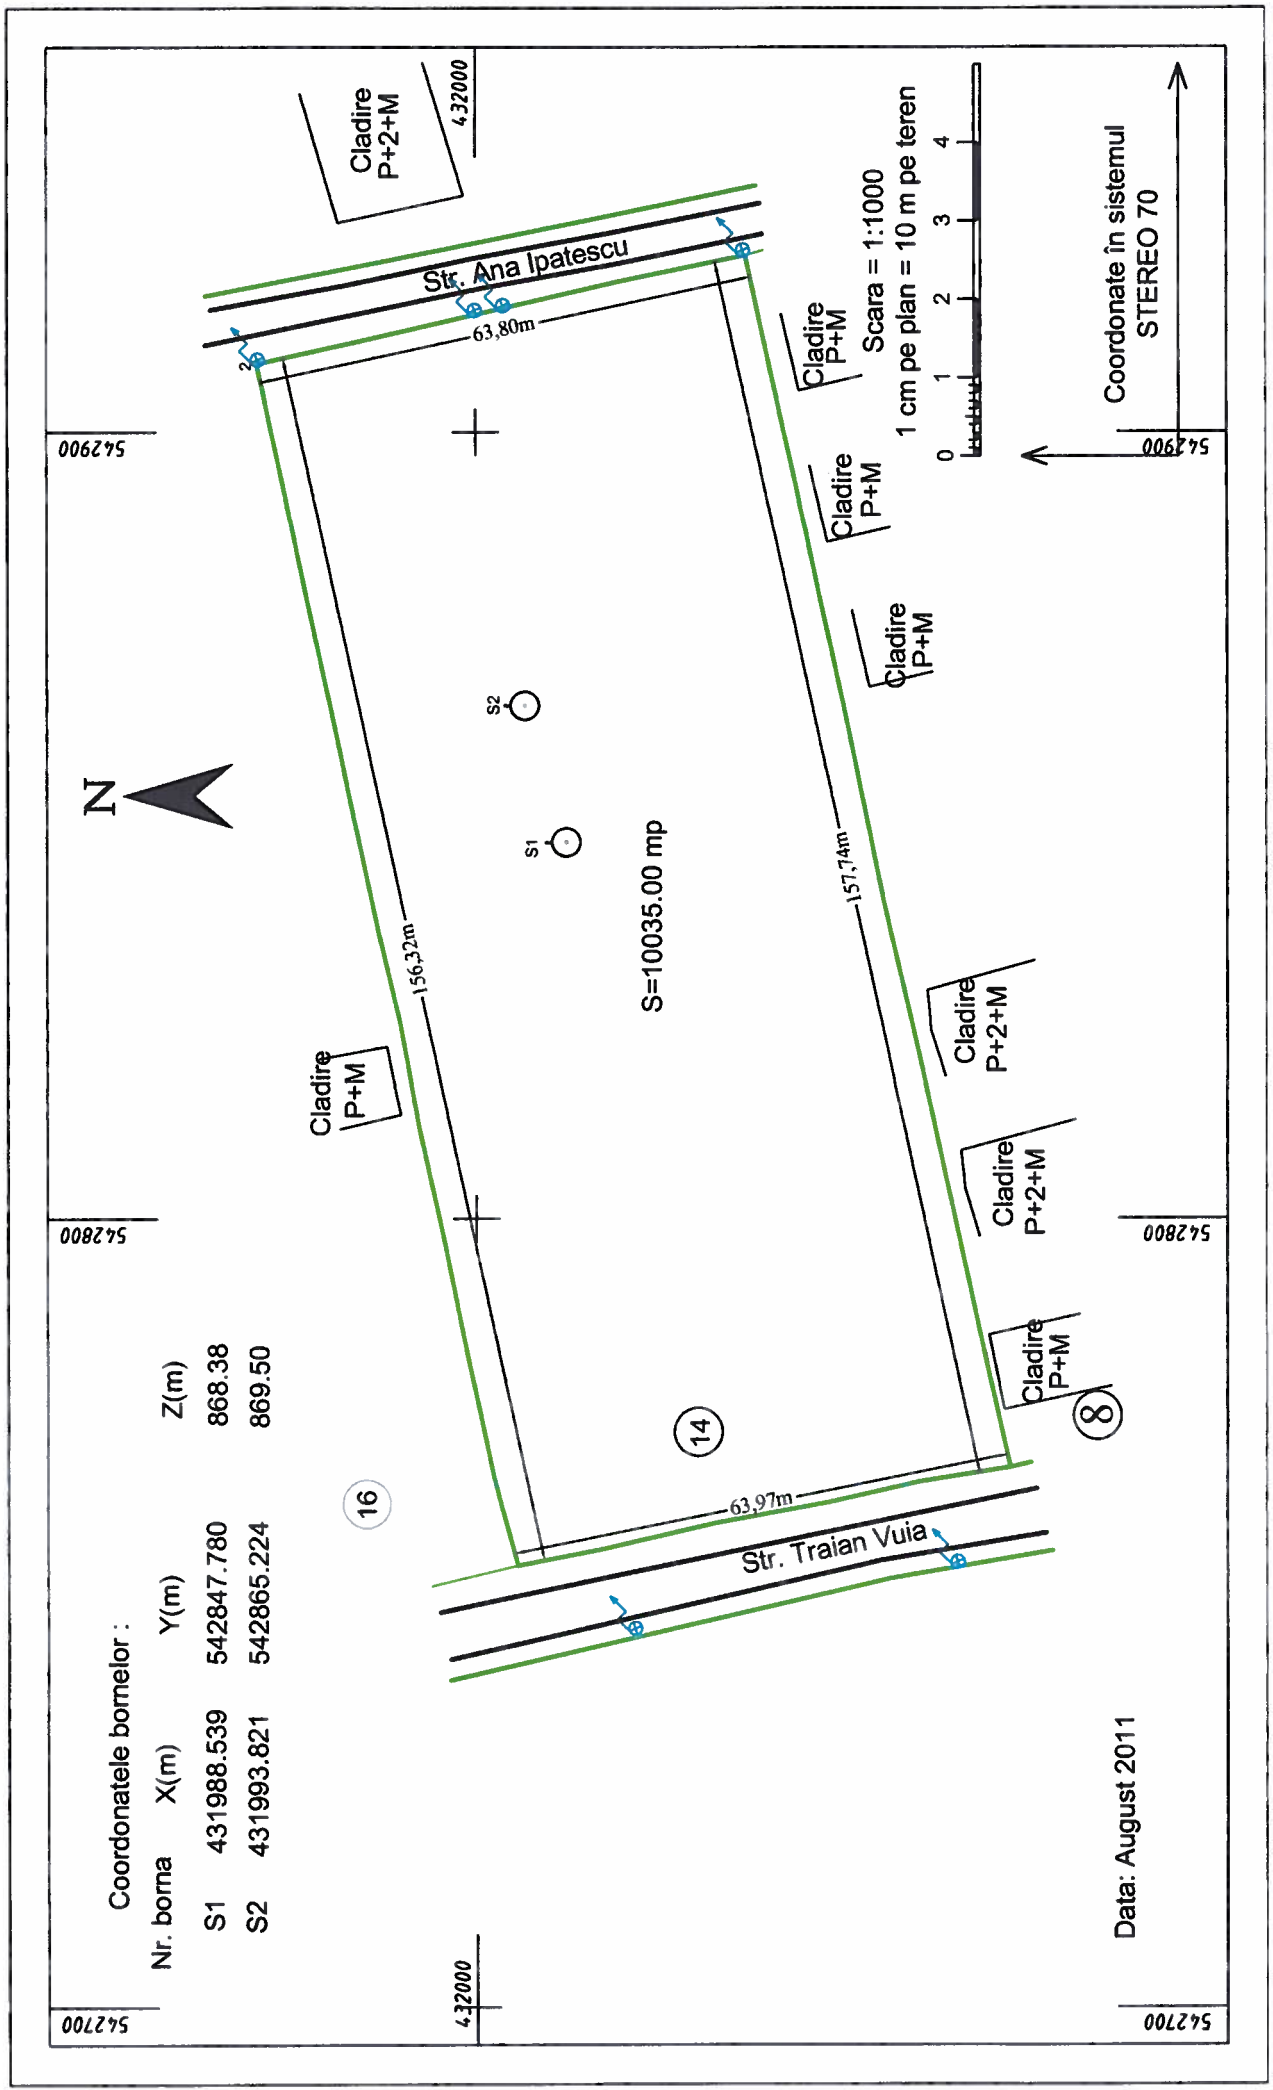 Coordonatele bornelor :
Nr. borna X(m) Y(m) Z(m)
S1 431988.539 542847.780 868.38
S2 431993.821 542865.224 869.50
N
542700
542800
542900
432000
432000
16
Cladire
P+M
Cladire
P+2+M
2
Str. Ana Ipatescu
63,80m
156,32m
S1
S2
S=10035.00 mp
14
63,97m
157,74m
Str. Traian Vuia
8
Cladire
P+M
Cladire
P+2+M
Cladire
P+2+M
Cladire
P+M
Cladire
P+M
Cladire
P+M
Scara = 1:1000
1 cm pe plan = 10 m pe teren
0 1 2 3 4
Coordonate în sistemul
STEREO 70
Data: August 2011
542700
542800
542900